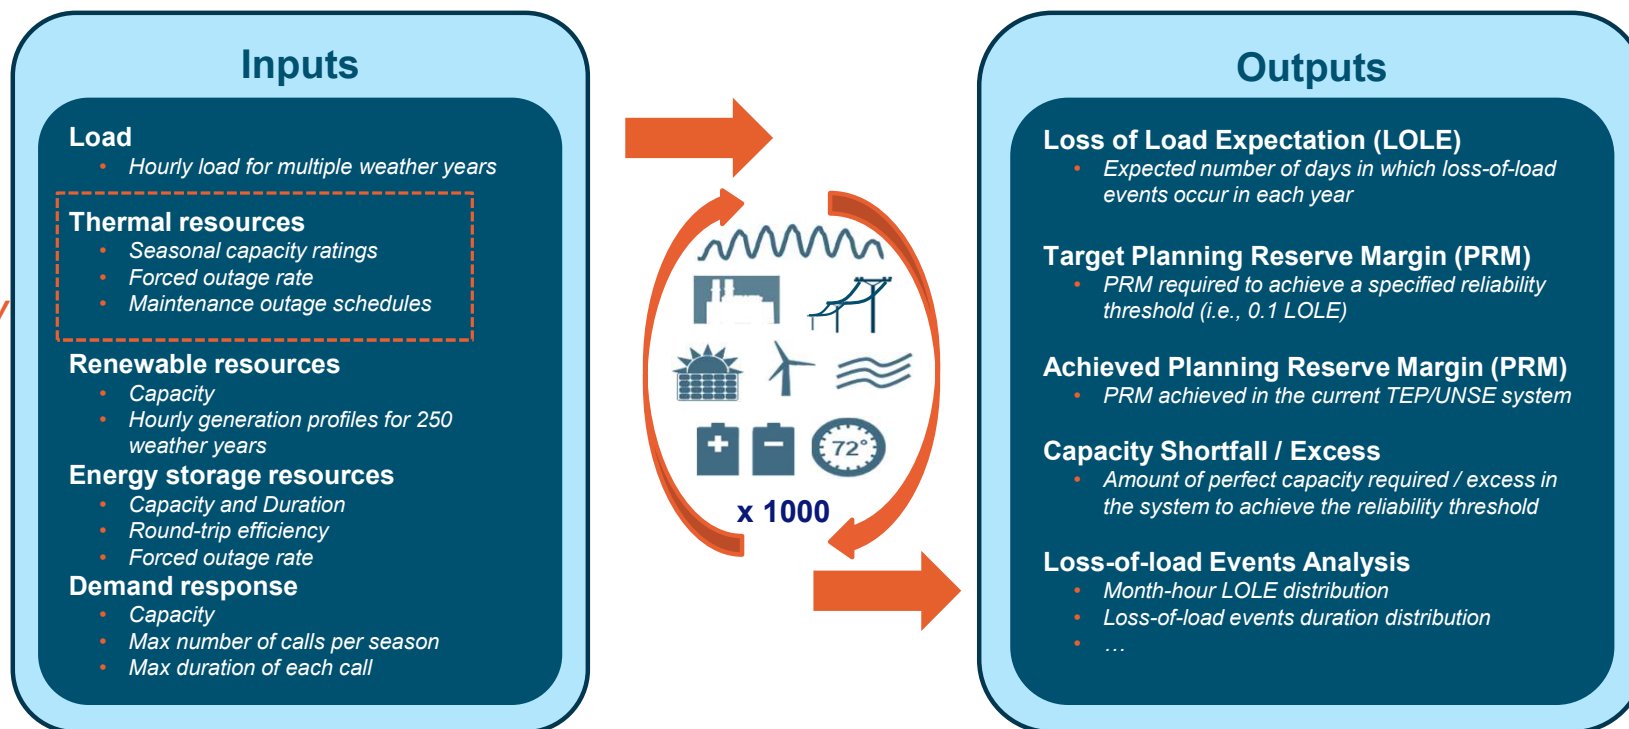 Inputs
Load
• Hourly load for multiple weather years
Thermal resources
• Seasonal capacity ratings
• Forced outage rate
• Maintenance outage schedules
Renewable resources
• Capacity
• Hourly generation profiles for 250
weather years
Energy storage resources
• Capacity and Duration
• Round-trip efficiency
• Forced outage rate
Demand response
• Capacity
• Max number of calls per season
• Max duration of each call
72°
x 1000
Outputs
Loss of Load Expectation (LOLE)
• Expected number of days in which loss-of-load
events occur in each year
Target Planning Reserve Margin (PRM)
• PRM required to achieve a specified reliability
threshold (i.e., 0.1 LOLE)
Achieved Planning Reserve Margin (PRM)
• PRM achieved in the current TEP/UNSE system
Capacity Shortfall / Excess
• Amount of perfect capacity required / excess in
the system to achieve the reliability threshold
Loss-of-load Events Analysis
• Month-hour LOLE distribution
• Loss-of-load events duration distribution
• …